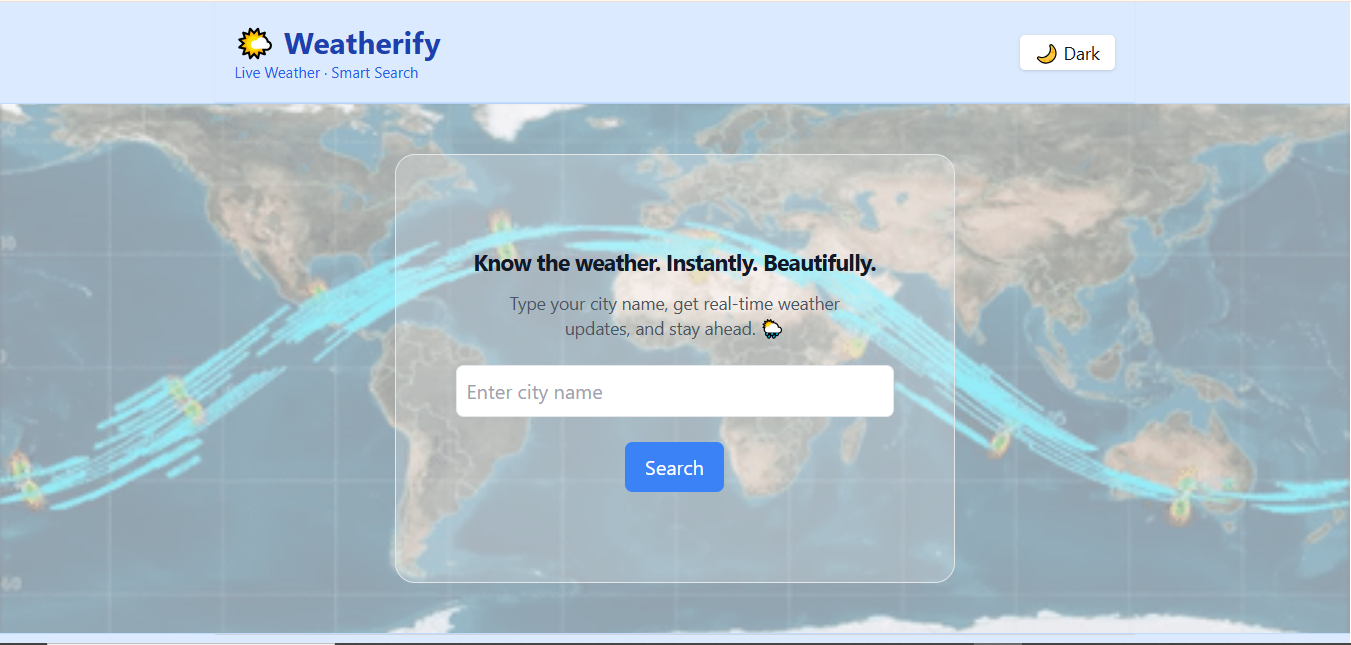 Weatherify
Live Weather · Smart Search
Dark
Know the weather. Instantly. Beautifully.
Type your city name, get real-time weather
updates, and stay ahead.
Enter city name
Search